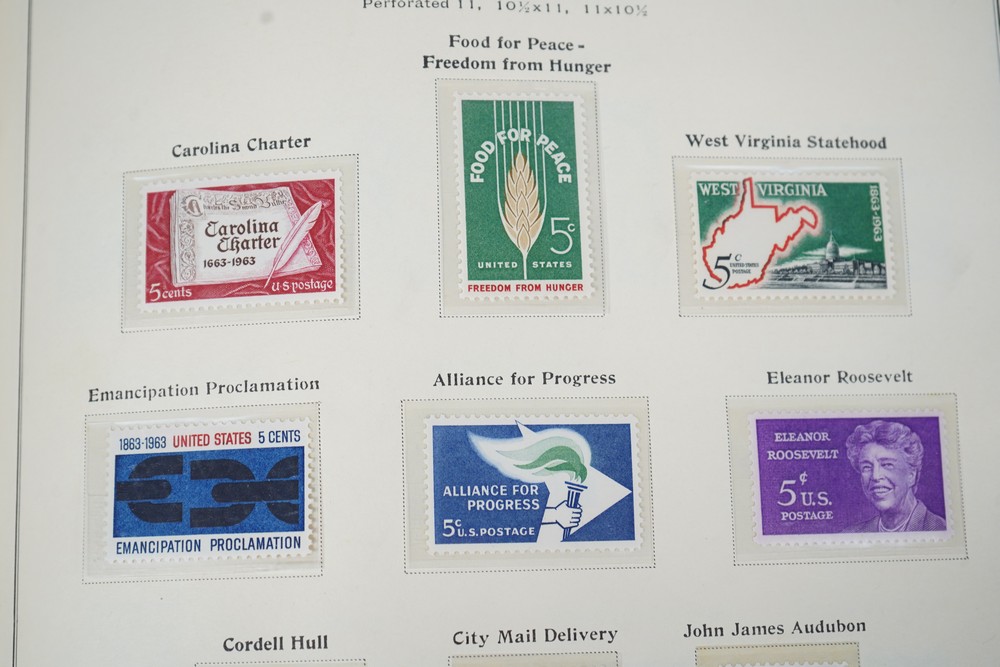 Perforated 11, 10½x11, 11x10½
Food for Peace -
Freedom from Hunger
Carolina Charter
West Virginia Statehood
Carolina
Charter
1663-1963
5 cents
U.S postage
FOOD FOR PEACE
5c
UNITED STATES
FREEDOM FROM HUNGER
WEST VIRGINIA
1863-1963
5c
UNITED STATES
POSTAGE
Emancipation Proclamation
Alliance for Progress
Eleanor Roosevelt
1863-1963 UNITED STATES 5 CENTS
EMANCIPATION PROCLAMATION
ALLIANCE FOR
PROGRESS
5c U.S. POSTAGE
ELEANOR
ROOSEVELT
5¢ U.S.
POSTAGE
Cordell Hull
City Mail Delivery
John James Audubon